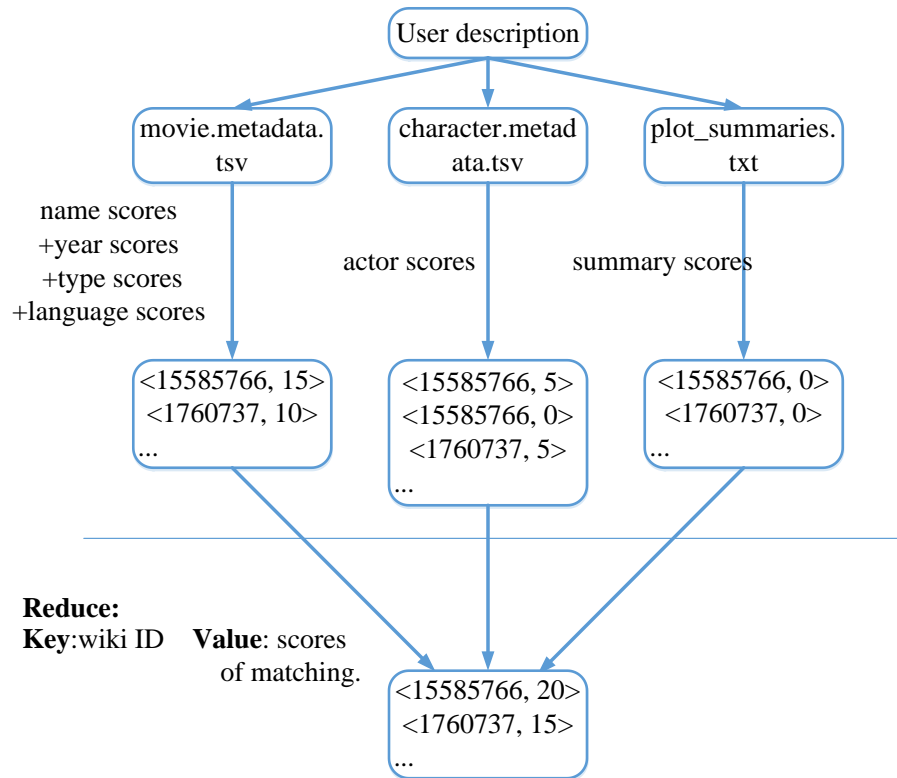 User description
movie.metadata.
tsv
character.metad
ata.tsv
plot_summaries.
txt
name scores
+year scores
+type scores
+language scores
actor scores
summary scores
<15585766, 15>
<1760737, 10>
...
<15585766, 5>
<15585766, 0>
<1760737, 5>
...
<15585766, 0>
<1760737, 0>
...
Reduce:
Key:wiki ID Value: scores
of matching.
<15585766, 20>
<1760737, 15>
...